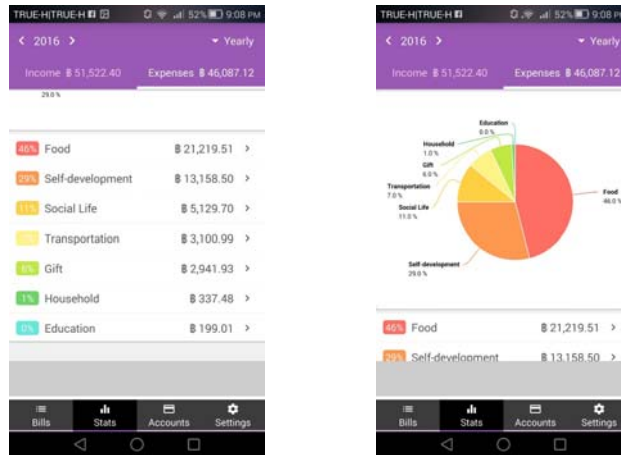 TRUE-H|TRUE-H 52% 9:08 PM
< 2016 > Yearly
Income ฿ 51,522.40 Expenses ฿ 46,087.12
29.0 %
46% Food ฿ 21,219.51 >
29% Self-development ฿ 13,158.50 >
11% Social Life ฿ 5,129.70 >
Transportation ฿ 3,100.99 >
6% Gift ฿ 2,941.93 >
1% Household ฿ 337.48 >
0% Education ฿ 199.01 >
Bills Stats Accounts Settings
TRUE-H|TRUE-H 52% 9:08 PM
< 2016 > Yearly
Income ฿ 51,522.40 Expenses ฿ 46,087.12
Education
0.0 %
Household
1.0 %
Gift
6.0 %
Transportation
7.0 %
Social Life
11.0 %
Food
46.0 %
Self-development
29.0 %
46% Food ฿ 21,219.51 >
29% Self-development ฿ 13,158.50 >
Bills Stats Accounts Settings